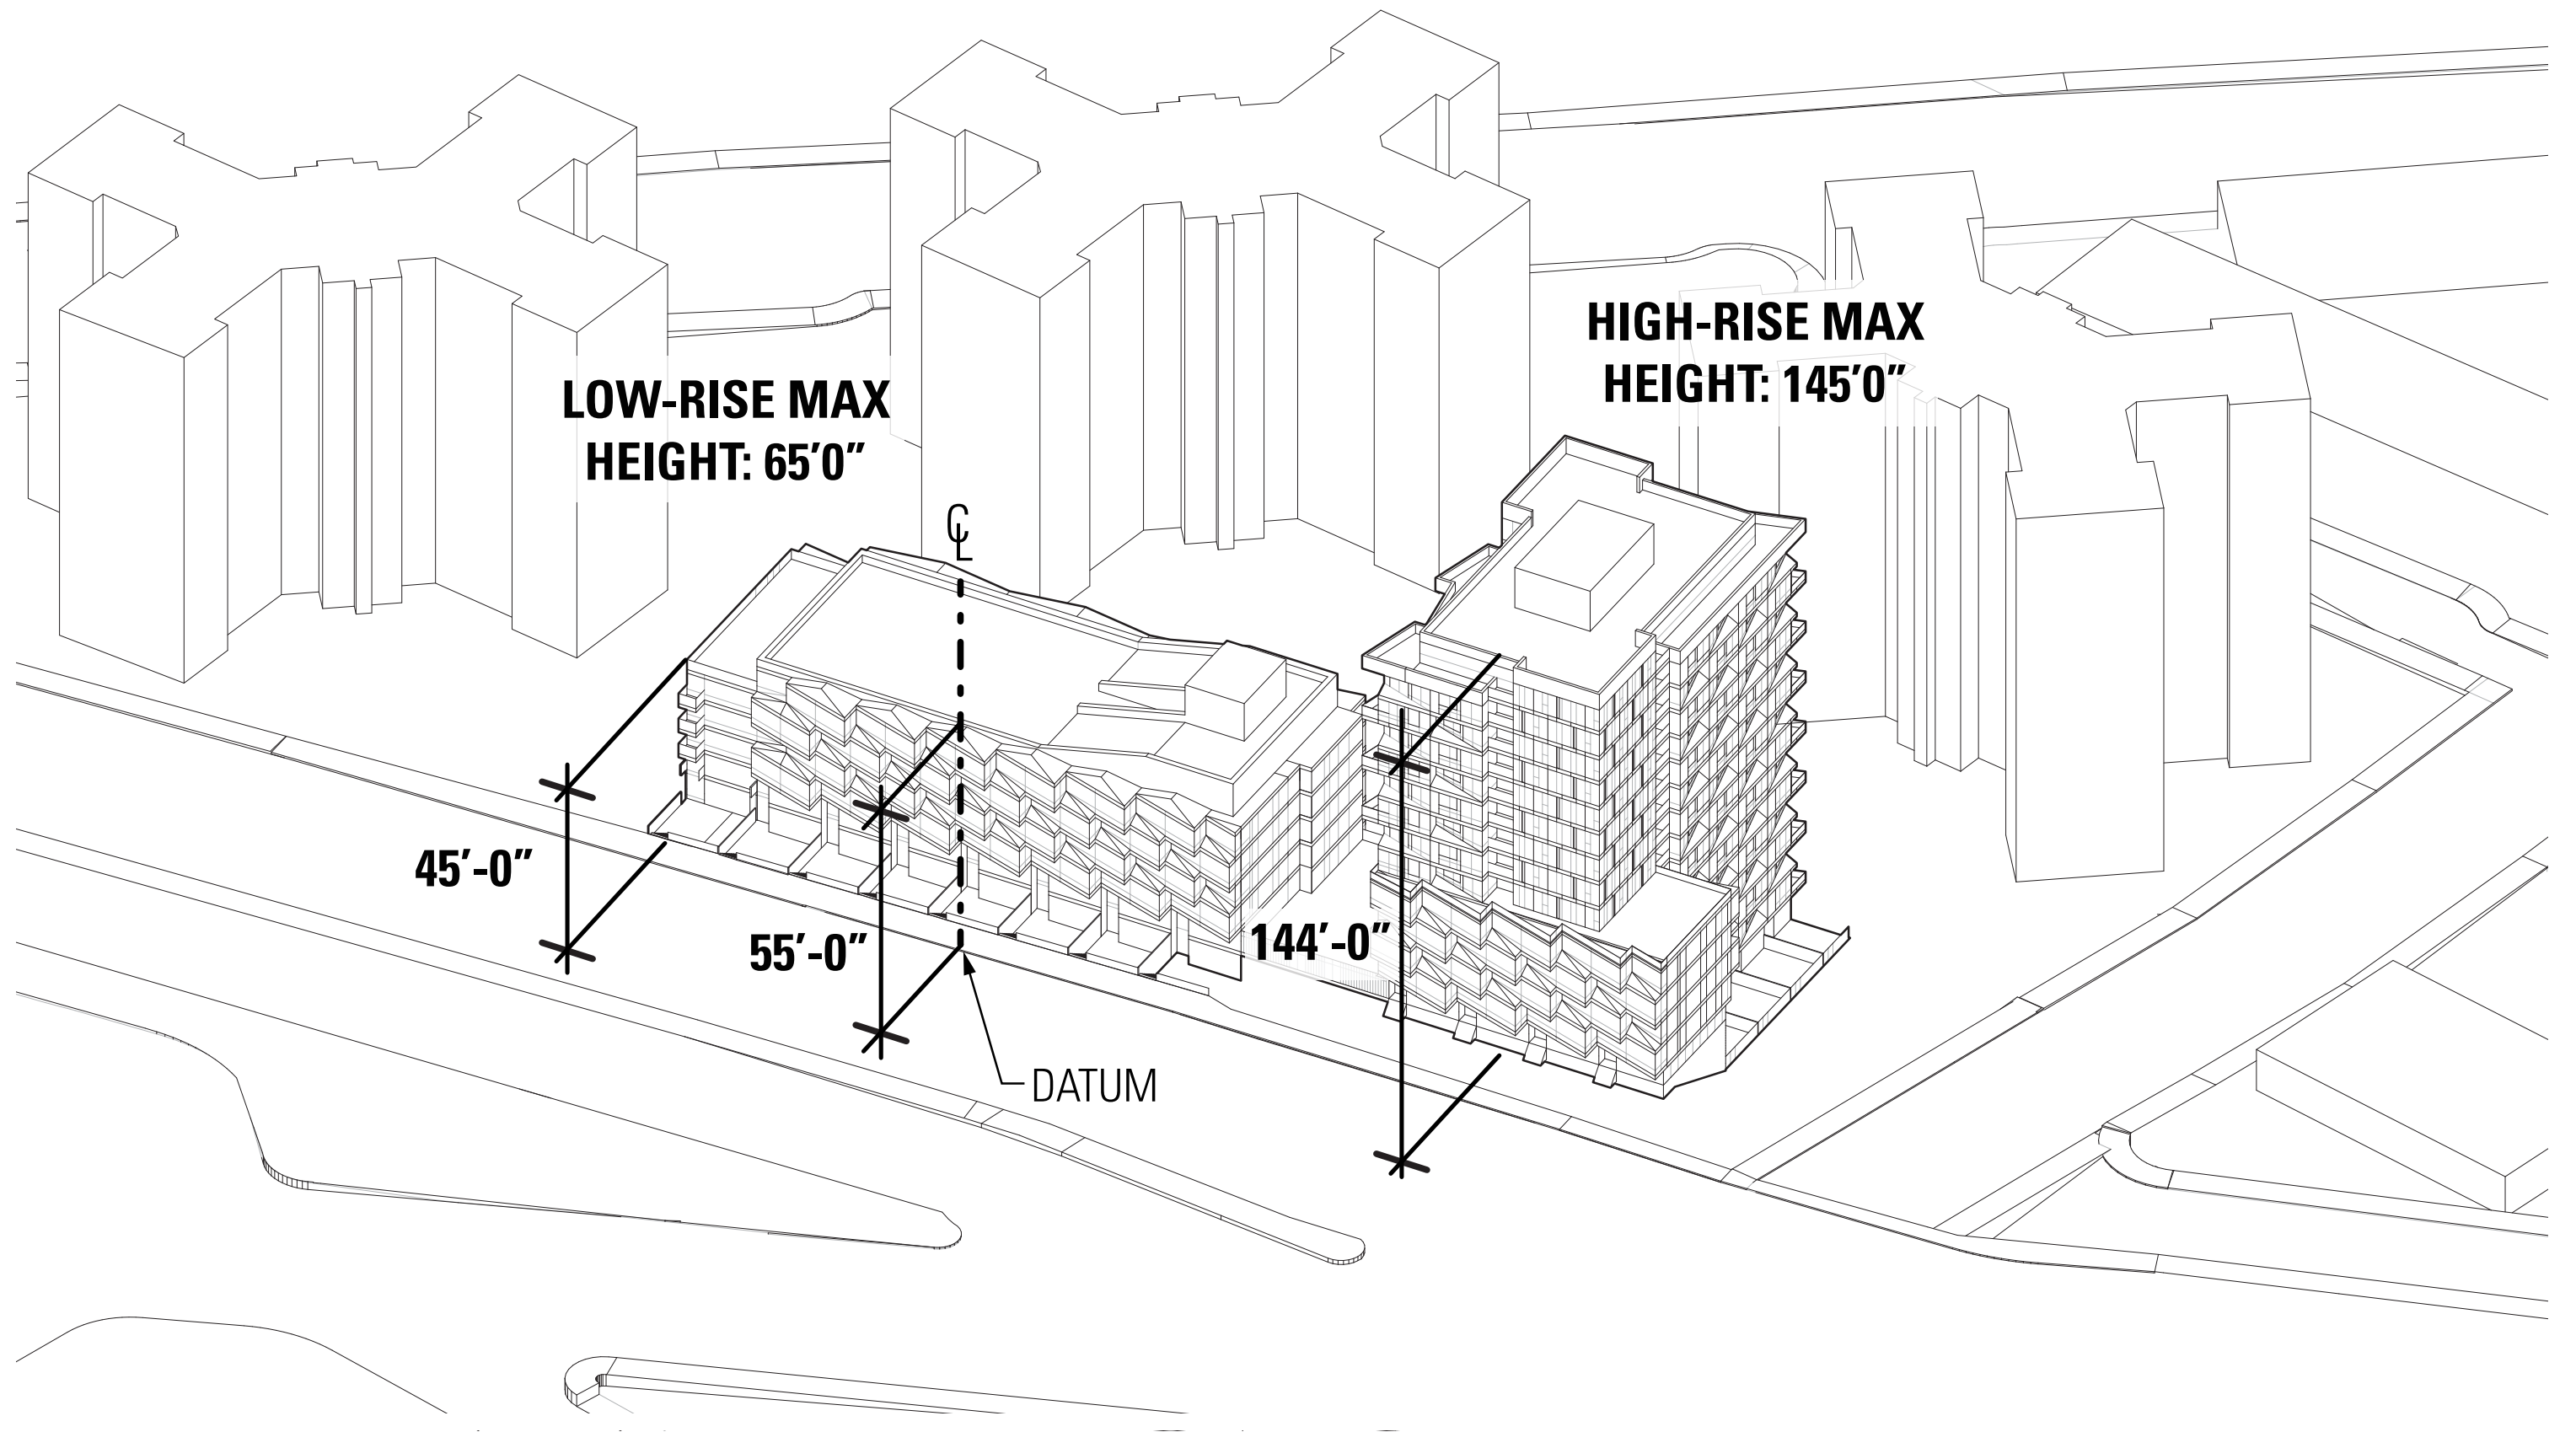 HIGH-RISE MAX
HEIGHT: 145′0″
LOW-RISE MAX
HEIGHT: 65′0″
℄
45′-0″
55′-0″
144′-0″
DATUM